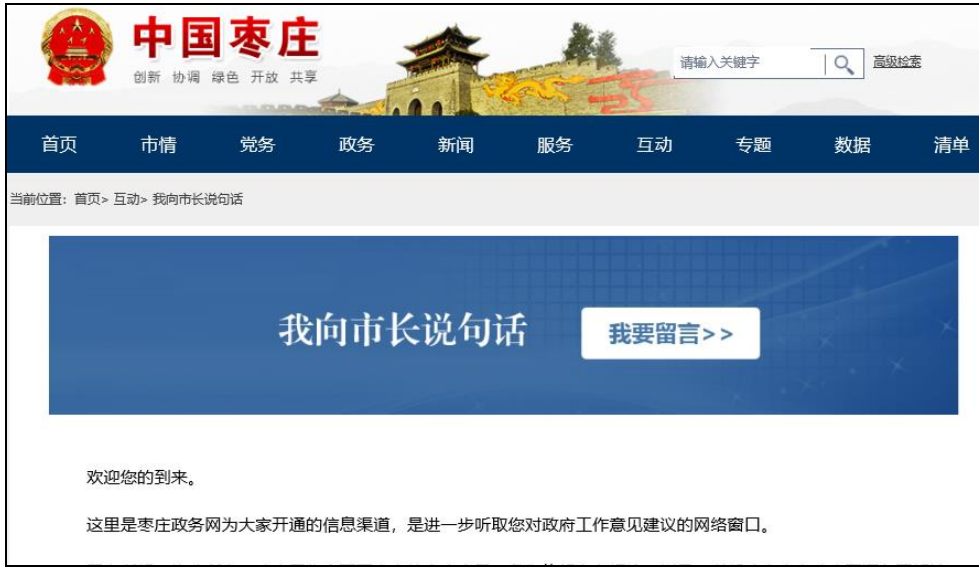 中国枣庄
创新 协调 绿色 开放 共享
请输入关键字 高级检索
首页 市情 党务 政务 新闻 服务 互动 专题 数据 清单
当前位置：首页> 互动> 我向市长说句话
我向市长说句话 我要留言>>
欢迎您的到来。
这里是枣庄政务网为大家开通的信息渠道，是进一步听取您对政府工作意见建议的网络窗口。